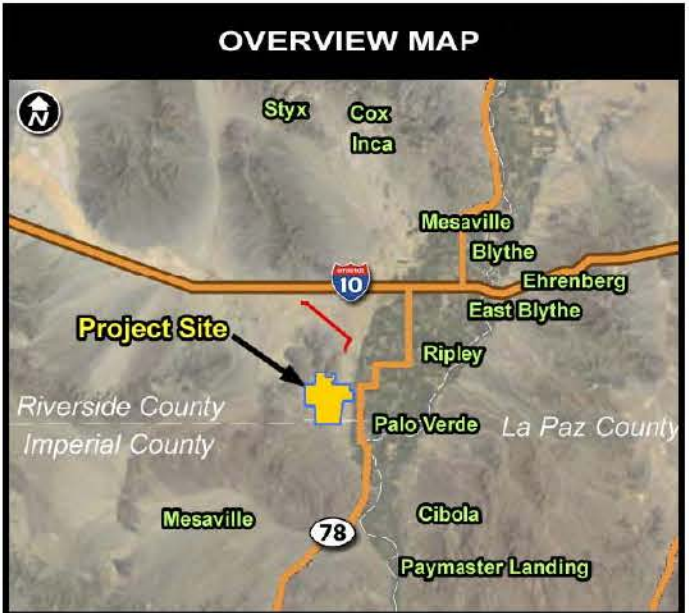 OVERVIEW MAP
N
Styx
Cox
Inca
Mesaville
Blythe
INTERSTATE
10
Ehrenberg
East Blythe
Project Site
Ripley
Riverside County
Imperial County
Palo Verde
La Paz County
Mesaville
78
Cibola
Paymaster Landing